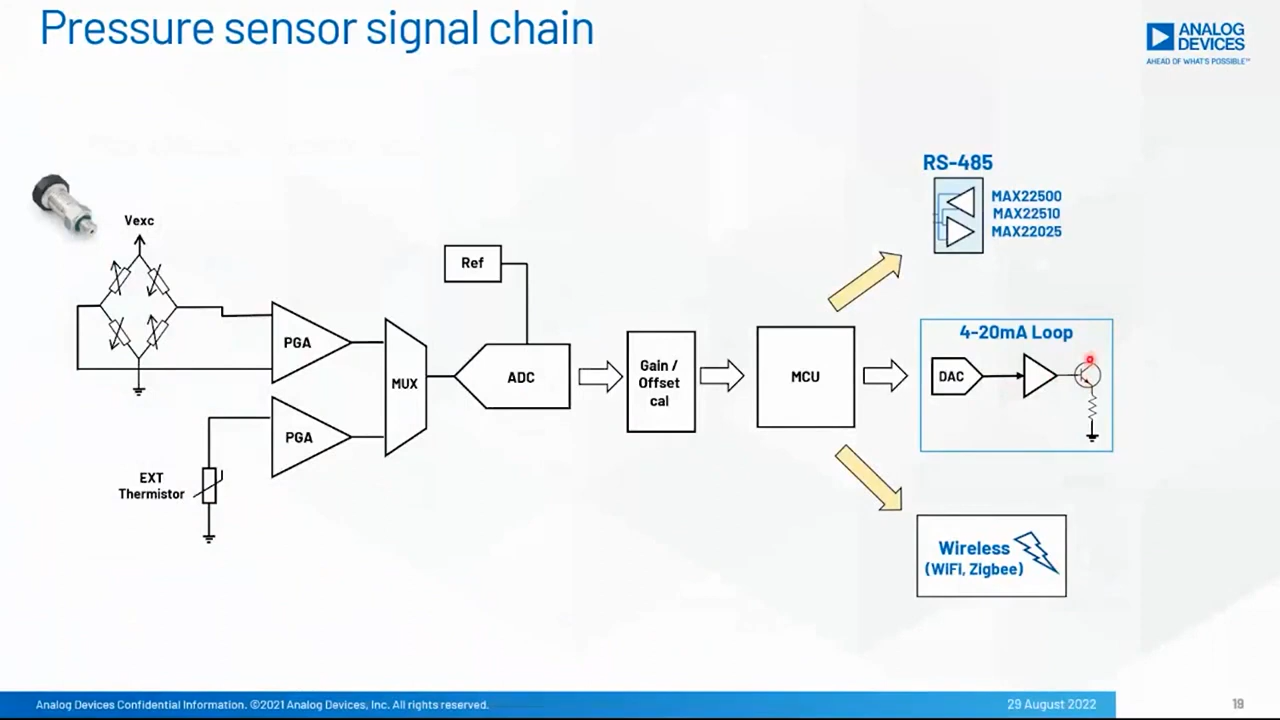 Pressure sensor signal chain
ANALOG
DEVICES
AHEAD OF WHAT'S POSSIBLE™
RS-485
MAX22500
MAX22510
MAX22025
Vexc
Ref
4-20mA Loop
PGA
MUX
ADC
Gain /
Offset
cal
MCU
DAC
PGA
EXT
Thermistor
Wireless
(WiFi, Zigbee)
Analog Devices Confidential Information. ©2021 Analog Devices, Inc. All rights reserved.
29 August 2022
19